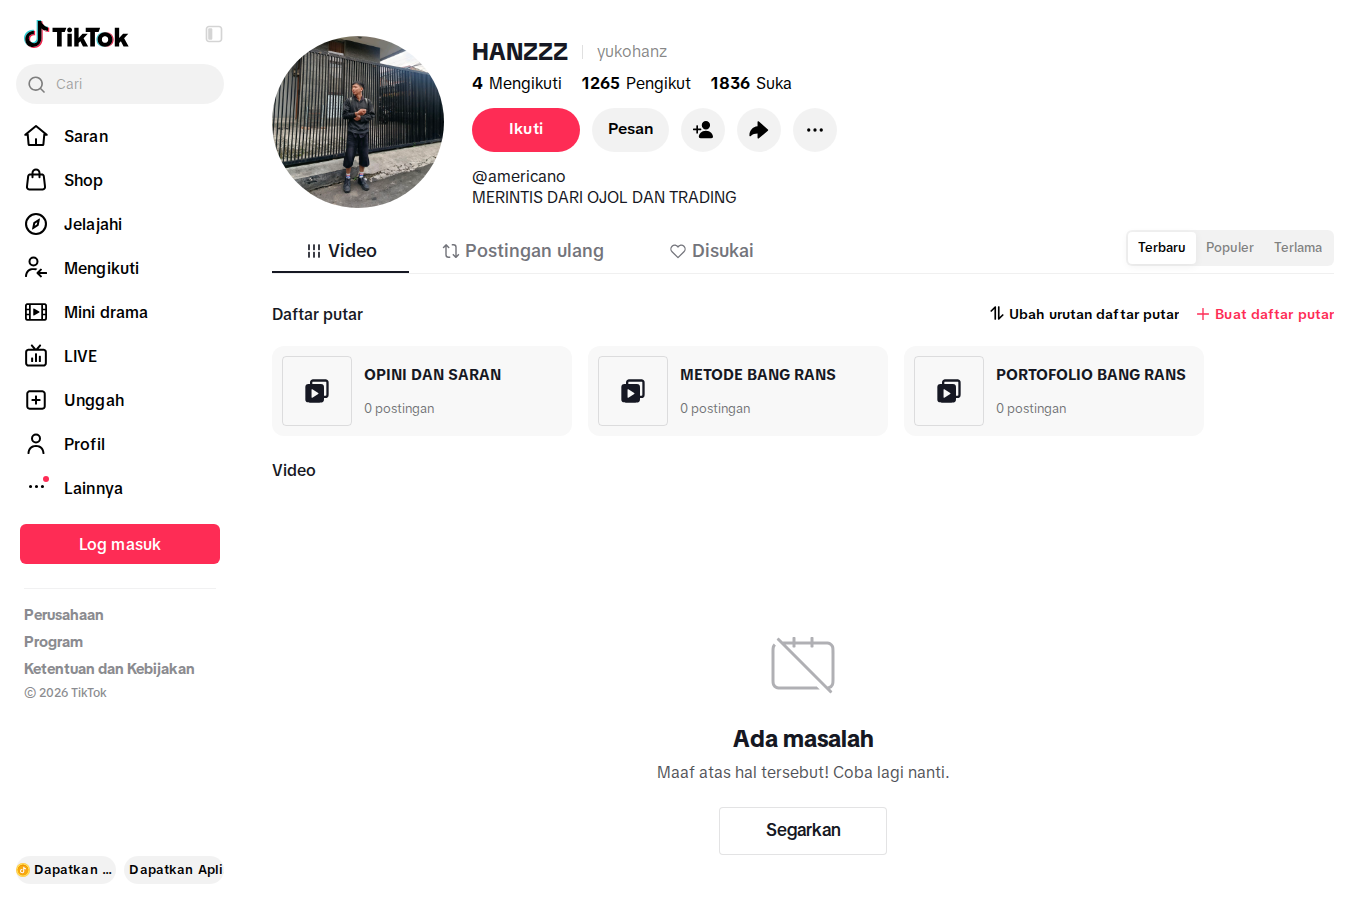 TikTok
Cari
Saran
Shop
Jelajahi
Mengikuti
Mini drama
LIVE
Unggah
Profil
Lainnya
Log masuk
Perusahaan
Program
Ketentuan dan Kebijakan
© 2026 TikTok
Dapatkan ...
Dapatkan Apli
HANZZZ
yukohanz
4 Mengikuti 1265 Pengikut 1836 Suka
Ikuti
Pesan
@americano
MERINTIS DARI OJOL DAN TRADING
Video
Postingan ulang
Disukai
Terbaru
Populer
Terlama
Daftar putar
Ubah urutan daftar putar
Buat daftar putar
OPINI DAN SARAN
0 postingan
METODE BANG RANS
0 postingan
PORTOFOLIO BANG RANS
0 postingan
Video
Ada masalah
Maaf atas hal tersebut! Coba lagi nanti.
Segarkan